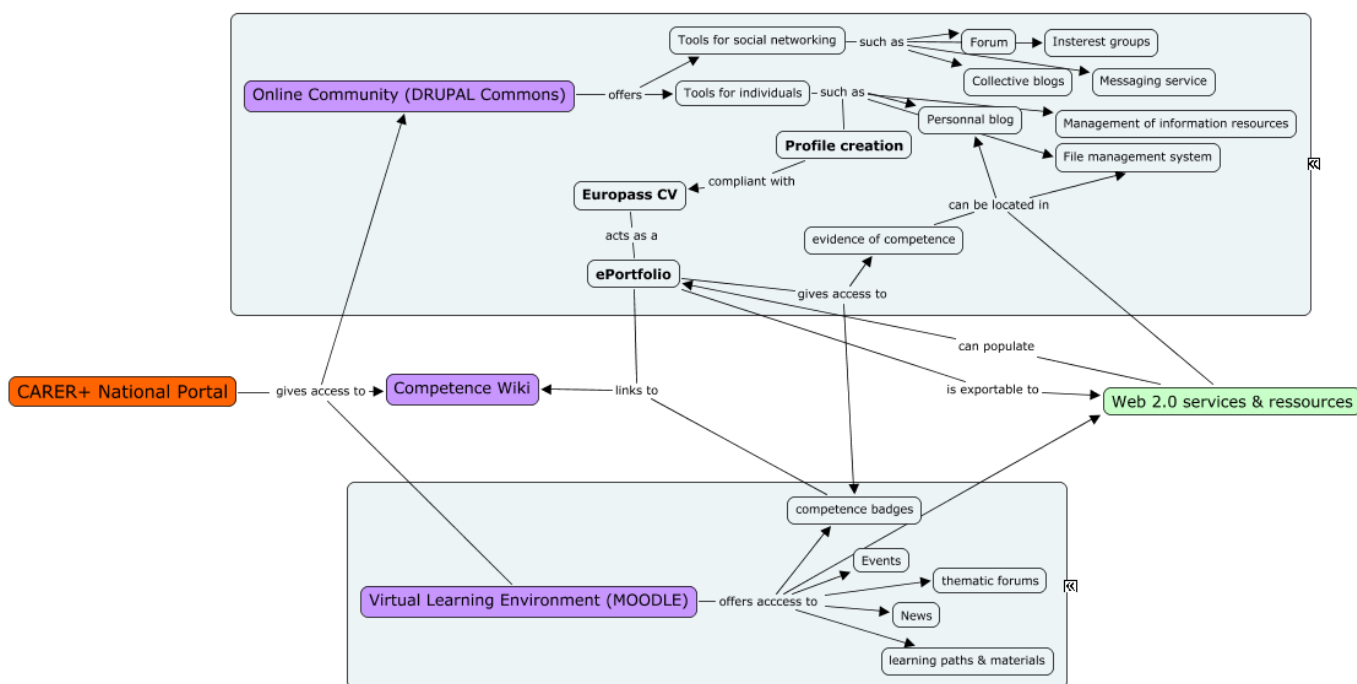 Tools for social networking
such as
Forum
Insterest groups
Collective blogs
Messaging service
Online Community (DRUPAL Commons)
offers
Tools for individuals
such as
Personnal blog
Management of information resources
Profile creation
File management system
compliant with
Europass CV
can be located in
acts as a
evidence of competence
ePortfolio
gives access to
can populate
CARER+ National Portal
gives access to
Competence Wiki
links to
is exportable to
Web 2.0 services & ressources
competence badges
Events
thematic forums
Virtual Learning Environment (MOODLE)
offers acccess to
News
learning paths & materials